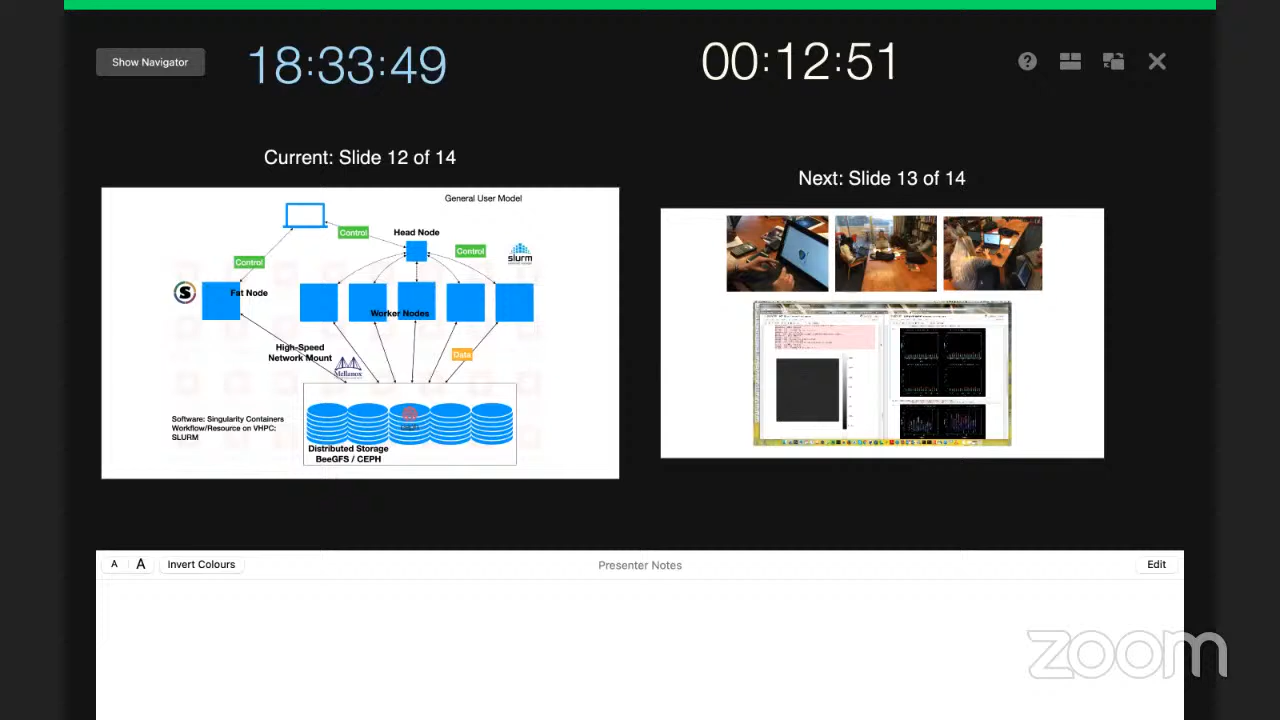 Show Navigator
18:33:49
00:12:51
Current: Slide 12 of 14
Next: Slide 13 of 14
General User Model
Control
Head Node
Control
slurm
Control
S
Fat Node
Worker Nodes
High-Speed
Network Mount
Data
Mellanox
Software: Singularity Containers
Workflow/Resource on VHPC:
SLURM
Distributed Storage
BeeGFS / CEPH
A
A
Invert Colours
Presenter Notes
Edit
zoom